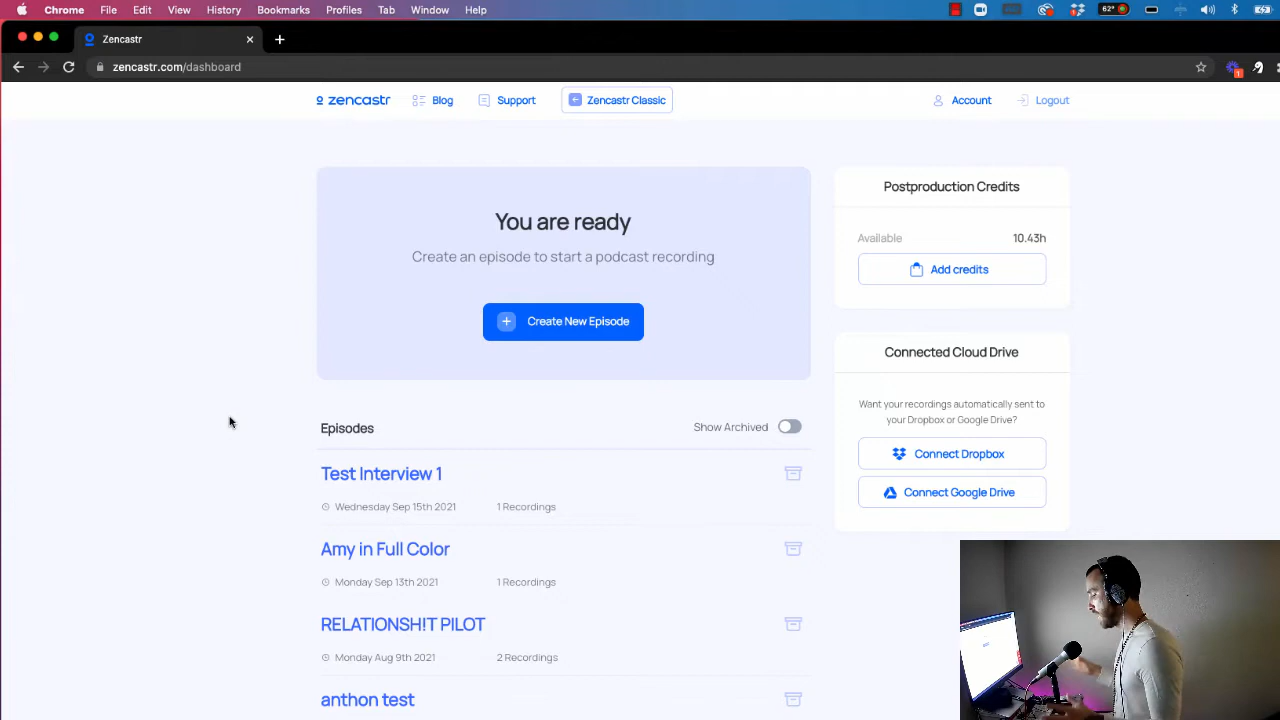 Chrome File Edit View History Bookmarks Profiles Tab Window Help
62°
Zencastr
zencastr.com/dashboard
1
zencastr Blog Support Zencastr Classic Account Logout
You are ready
Create an episode to start a podcast recording
Create New Episode
Postproduction Credits
Available 10.43h
Add credits
Connected Cloud Drive
Want your recordings automatically sent to
your Dropbox or Google Drive?
Connect Dropbox
Connect Google Drive
Episodes Show Archived
Test Interview 1
Wednesday Sep 15th 2021 1 Recordings
Amy in Full Color
Monday Sep 13th 2021 1 Recordings
RELATIONSH!T PILOT
Monday Aug 9th 2021 2 Recordings
anthon test